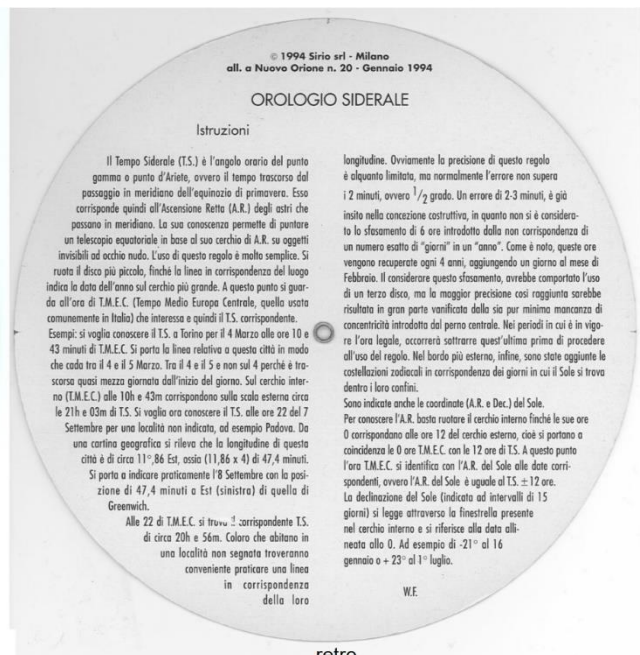 © 1994 Sirio srl - Milano
all. a Nuovo Orione n. 20 - Gennaio 1994
OROLOGIO SIDERALE
Istruzioni
Il Tempo Siderale (T.S.) è l'angolo orario del punto
gamma o punto d'Ariete, ovvero il tempo trascorso dal
passaggio in meridiano dell'equinozio di primavera. Esso
corrisponde quindi all'Ascensione Retta (A.R.) degli astri che
passano in meridiano. La sua conoscenza permette di puntare
un telescopio equatoriale in base al suo cerchio di A.R. su oggetti
invisibili ad occhio nudo. L'uso di questo regolo è molto semplice. Si
ruota il disco più piccolo, finché la linea in corrispondenza del luogo
indica la data dell'anno sul cerchio più grande. A questo punto si guar-
da all'ora di T.M.E.C. (Tempo Medio Europa Centrale, quella usata
comunemente in Italia) che interessa e quindi il T.S. corrispondente.
Esempi: si voglia conoscere il T.S. a Torino per il 4 Marzo alle ore 10 e
43 minuti di T.M.E.C. Si porta la linea relativa a questa città in modo
che cada tra il 4 e il 5 Marzo. Tra il 4 e il 5 e non sul 4 perché è tra-
scorsa quasi mezza giornata dall'inizio del giorno. Sul cerchio inter-
no (T.M.E.C.) alle 10h e 43m corrispondono sulla scala esterna circa
le 21h e 03m di T.S. Si voglia ora conoscere il T.S. alle ore 22 del 7
Settembre per una località non indicata, ad esempio Padova. Da
una cartina geografica si rileva che la longitudine di questa
città è di circa 11°,86 Est, ossia (11,86 x 4) di 47,4 minuti.
Si porta a indicare praticamente l'8 Settembre con la posi-
zione di 47,4 minuti a Est (sinistra) di quella di
Greenwich.
Alle 22 di T.M.E.C. si trova corrispondente T.S.
di circa 20h e 56m. Coloro che abitano in
una località non segnata troveranno
conveniente praticare una linea
in corrispondenza
della loro
longitudine. Ovviamente la precisione di questo regolo
è alquanto limitata, ma normalmente l'errore non supera
i 2 minuti, ovvero 1/2 grado. Un errore di 2-3 minuti, è già
insito nella concezione costruttiva, in quanto non si è considera-
to lo sfasamento di 6 ore introdotto dalla non corrispondenza di
un numero esatto di "giorni" in un "anno". Come è noto, queste ore
vengono recuperate ogni 4 anni, aggiungendo un giorno al mese di
Febbraio. Il considerare questo sfasamento, avrebbe comportato l'uso
di un terzo disco, ma la maggior precisione così raggiunta sarebbe
risultata in gran parte vanificata dalla sia pur minima mancanza di
concentricità introdotta dal perno centrale. Nei periodi in cui è in vigo-
re l'ora legale, occorrerà sottrarre quest'ultima prima di procedere
all'uso del regolo. Nel bordo più esterno, infine, sono state aggiunte le
costellazioni zodiacali in corrispondenza dei giorni in cui il Sole si trova
dentro i loro confini.
Sono indicate anche le coordinate (A.R. e Dec.) del Sole.
Per conoscere l'A.R. basta ruotare il cerchio interno finché le sue ore
0 corrispondano alle ore 12 del cerchio esterno, cioè si portano a
coincidenza le 0 ore T.M.E.C. con le 12 ore di T.S. A questo punto
l'ora T.M.E.C. si identifica con l'A.R. del Sole alle date corri-
spondenti, ovvero l'A.R. del Sole è uguale al T.S. ± 12 ore.
La declinazione del Sole (indicata ad intervalli di 15
giorni) si legge attraverso la finestrella presente
nel cerchio interno e si riferisce alla data alli-
neata allo 0. Ad esempio di -21° al 16
gennaio o + 23° al 1° luglio.
W.F.
retro